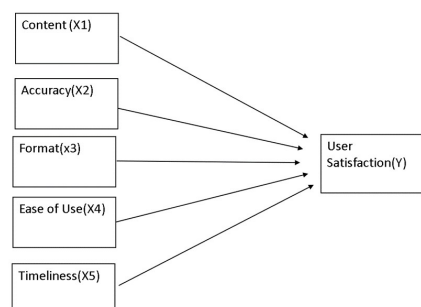 Content (X1)
Accuracy(X2)
Format(x3)
User
Satisfaction(Y)
Ease of Use(X4)
Timeliness(X5)